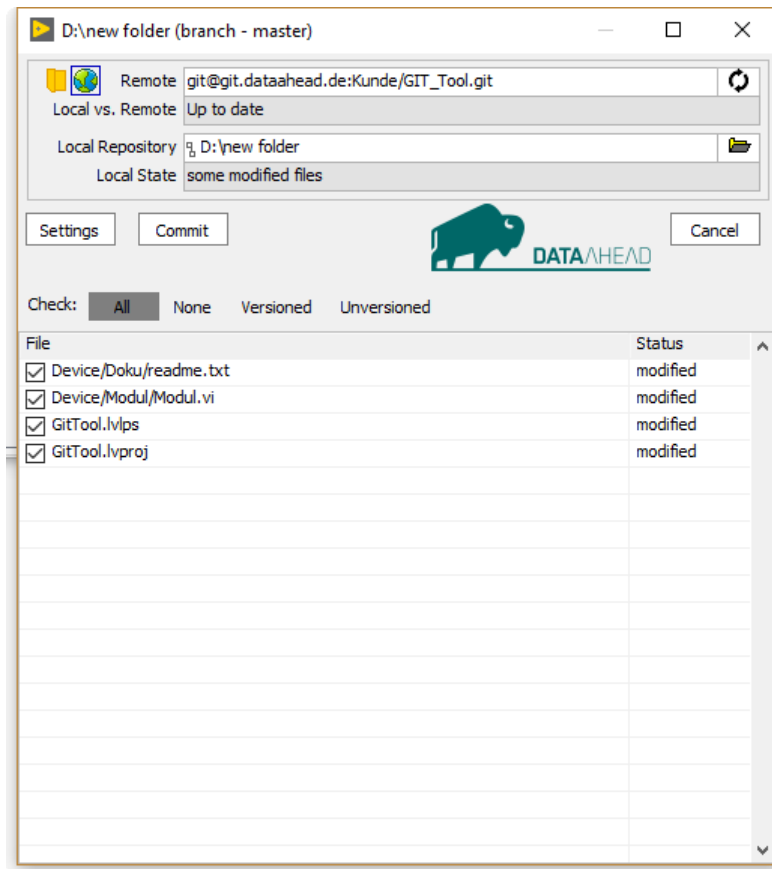 D:\new folder (branch - master)
Remote git@git.dataahead.de:Kunde/GIT_Tool.git
Local vs. Remote Up to date
Local Repository D:\new folder
Local State some modified files
Settings Commit DATAAHEAD Cancel
Check: All None Versioned Unversioned
File Status
Device/Doku/readme.txt modified
Device/Modul/Modul.vi modified
GitTool.lvlps modified
GitTool.lvproj modified